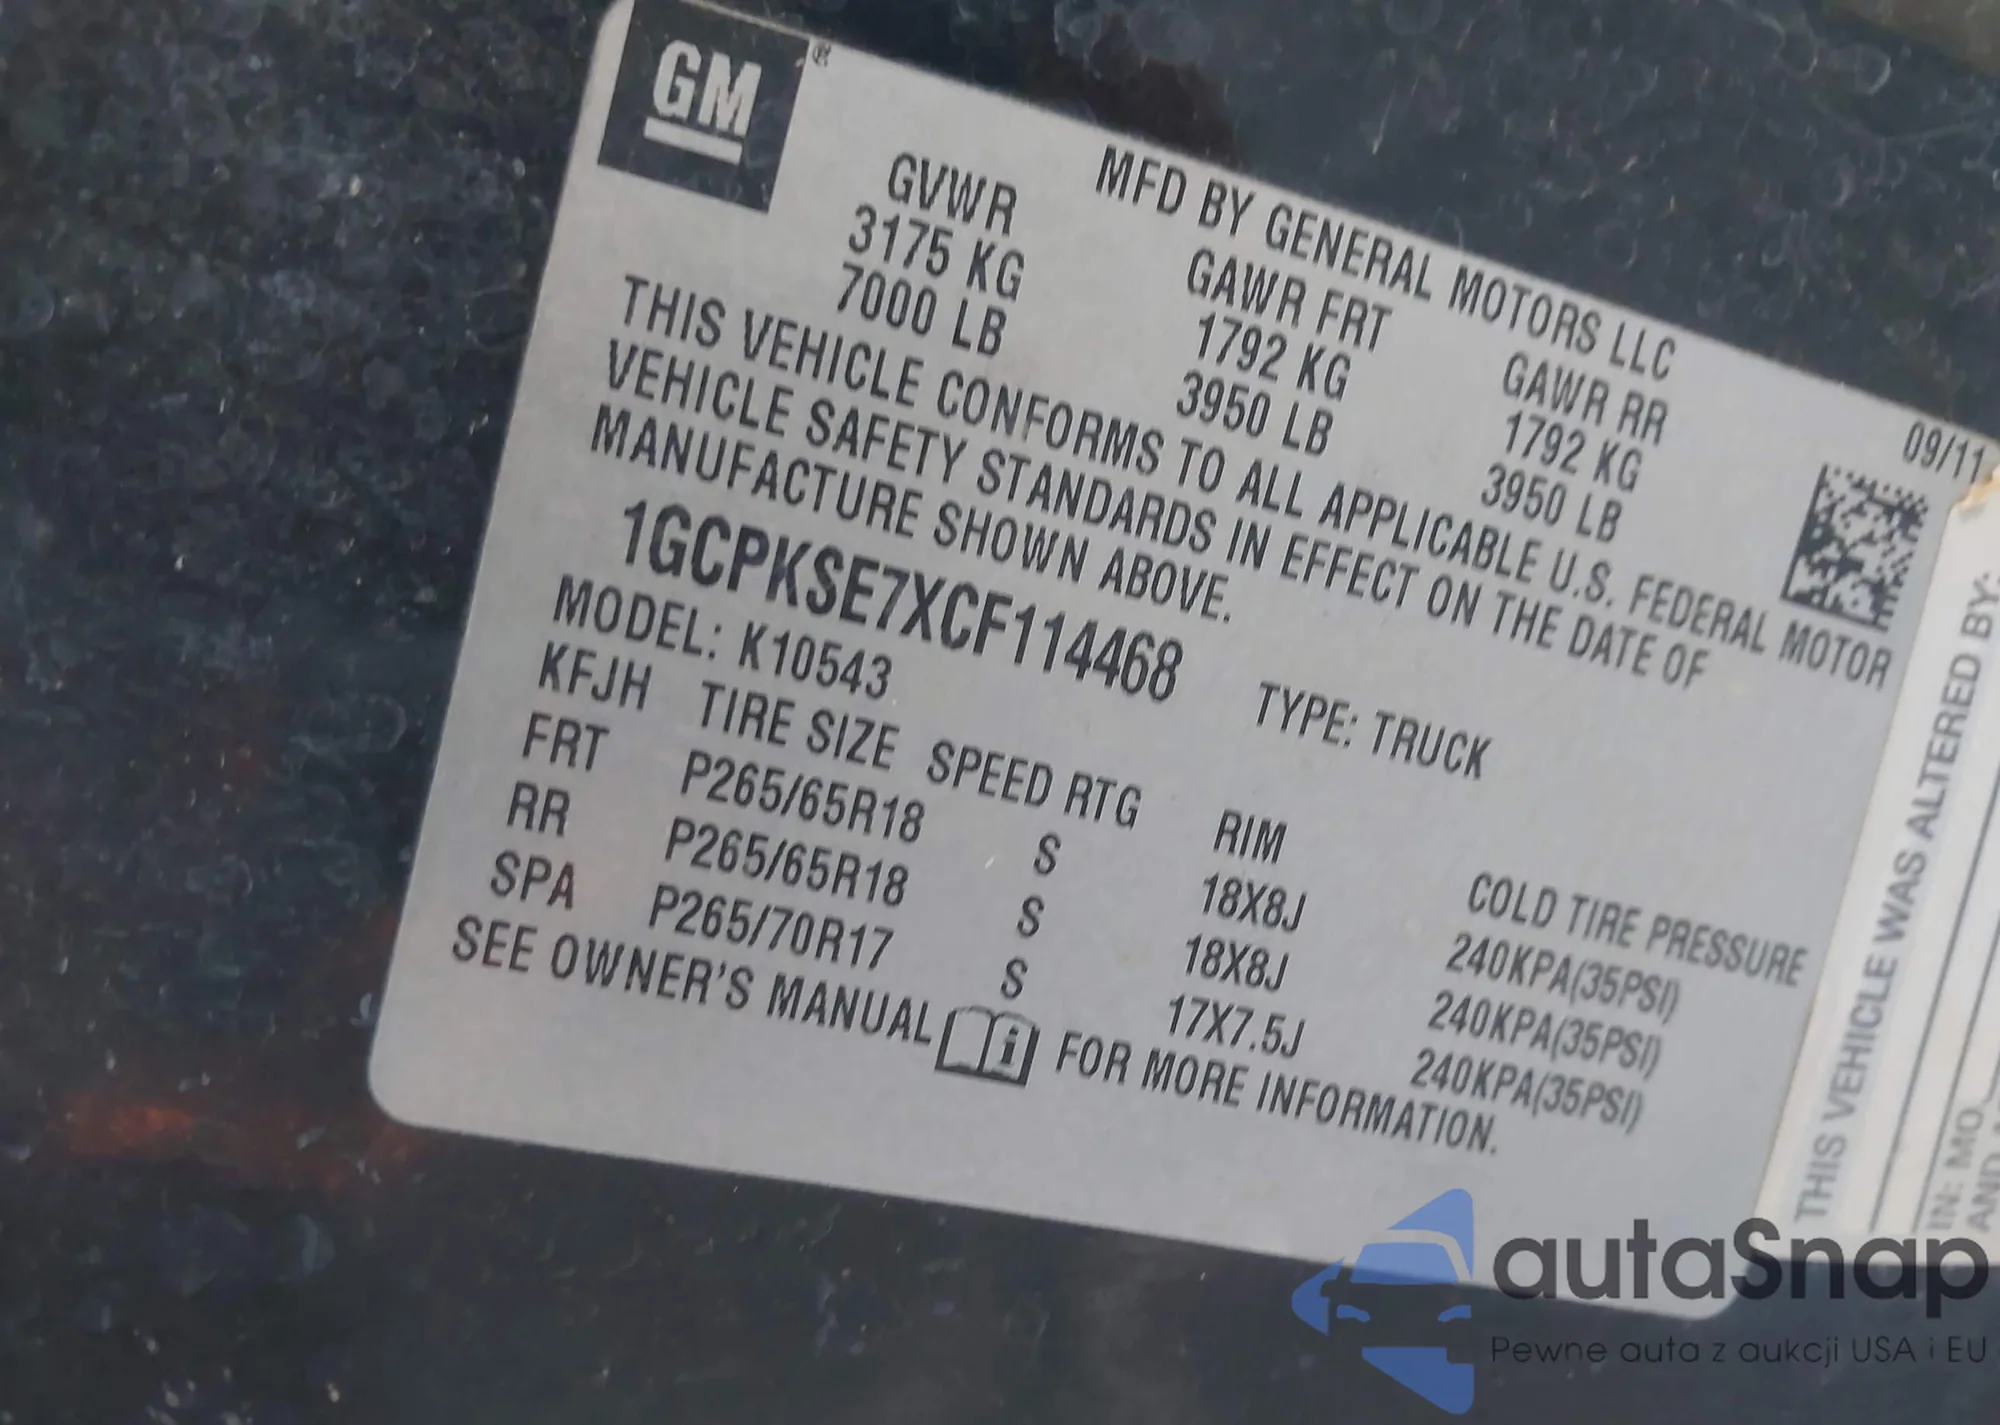 GM®
MFD BY GENERAL MOTORS LLC
09/11
GVWR GAWR FRT GAWR RR
3175 KG 1792 KG 1792 KG
7000 LB 3950 LB 3950 LB
THIS VEHICLE CONFORMS TO ALL APPLICABLE U.S. FEDERAL MOTOR
VEHICLE SAFETY STANDARDS IN EFFECT ON THE DATE OF
MANUFACTURE SHOWN ABOVE.
1GCPKSE7XCF114468 TYPE: TRUCK
MODEL: K10543
KFJH TIRE SIZE SPEED RTG RIM COLD TIRE PRESSURE
FRT P265/65R18 S 18X8J 240KPA(35PSI)
RR P265/65R18 S 18X8J 240KPA(35PSI)
SPA P265/70R17 S 17X7.5J 240KPA(35PSI)
SEE OWNER'S MANUAL i FOR MORE INFORMATION.
THIS VEHICLE WAS ALTERED BY:
IN: MO
AND
autaSnap
Pewne auta z aukcji USA i EU